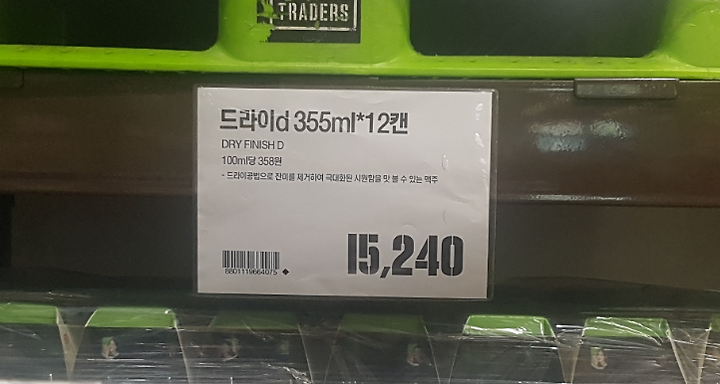 TRADERS
드라이d 355ml*12캔
DRY FINISH D
100ml당 358원
- 드라이공법으로 잔미를 제거하여 극대화된 시원함을 맛 볼 수 있는 맥주
15,240
8801119664075